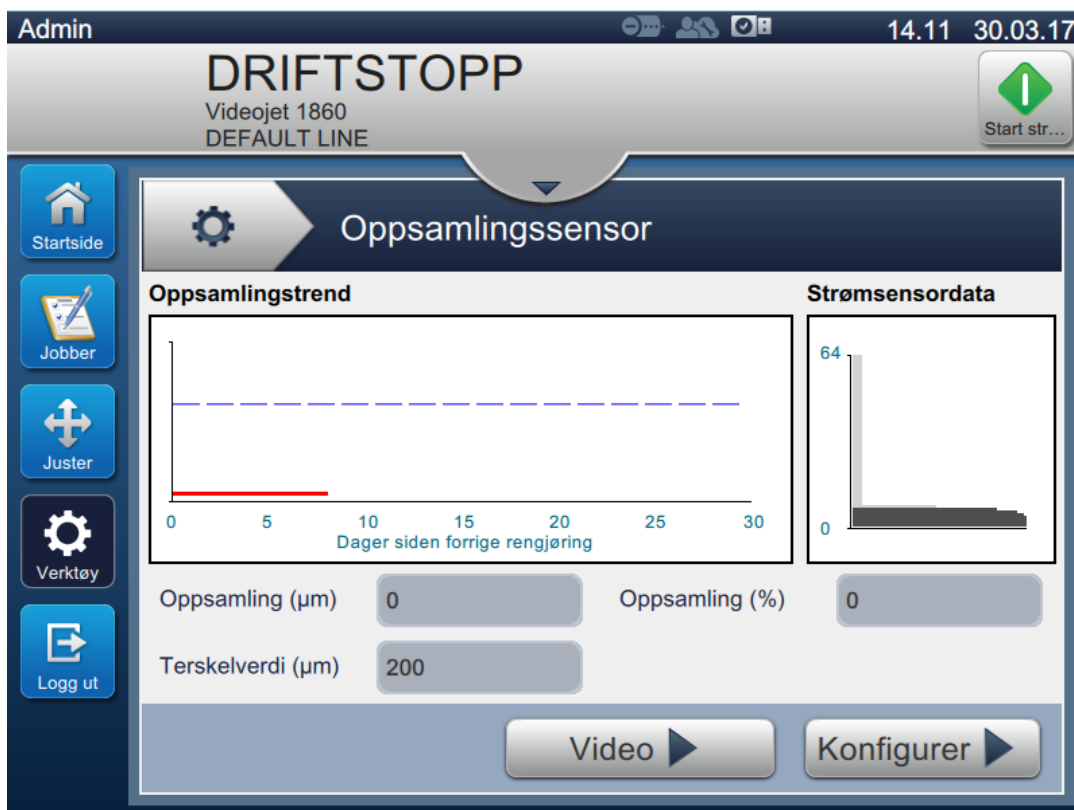 Admin
14.11 30.03.17
DRIFTSTOPP
Videojet 1860
DEFAULT LINE
Start str...
Startside
Jobber
Juster
Verktøy
Logg ut
Oppsamlingssensor
Oppsamlingstrend
0 5 10 15 20 25 30
Dager siden forrige rengjøring
Strømsensordata
64
0
Oppsamling (µm) 0
Oppsamling (%) 0
Terskelverdi (µm) 200
Video
Konfigurer